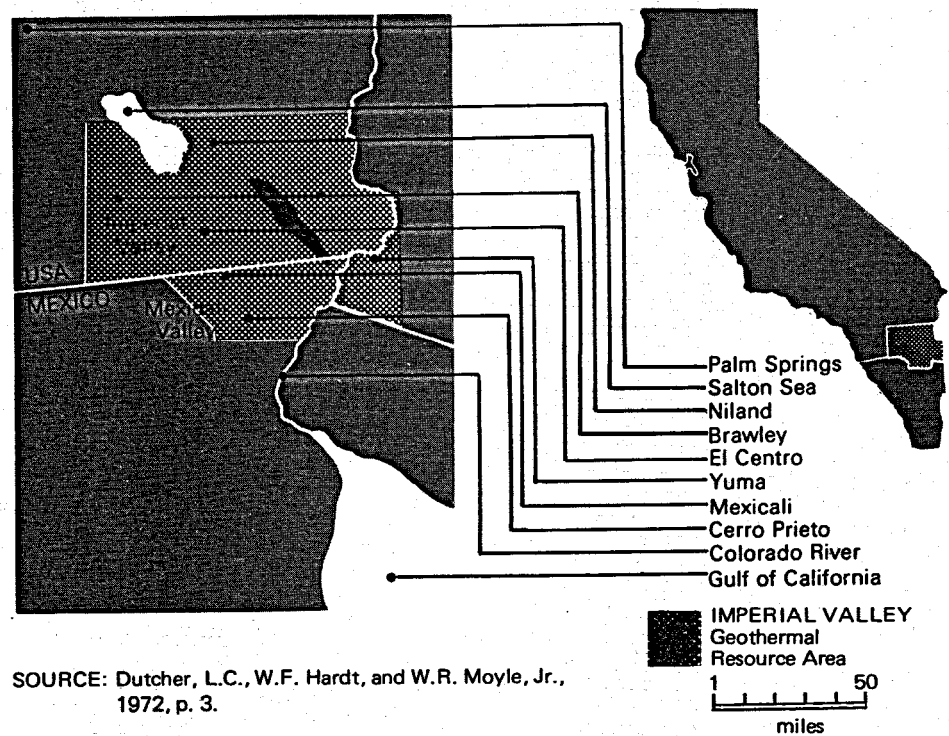 USA
MEXICO
Valley
Palm Springs
Salton Sea
Niland
Brawley
El Centro
Yuma
Mexicali
Cerro Prieto
Colorado River
Gulf of California
IMPERIAL VALLEY
Geothermal
Resource Area
1 50
miles
SOURCE: Dutcher, L.C., W.F. Hardt, and W.R. Moyle, Jr.,
1972, p. 3.